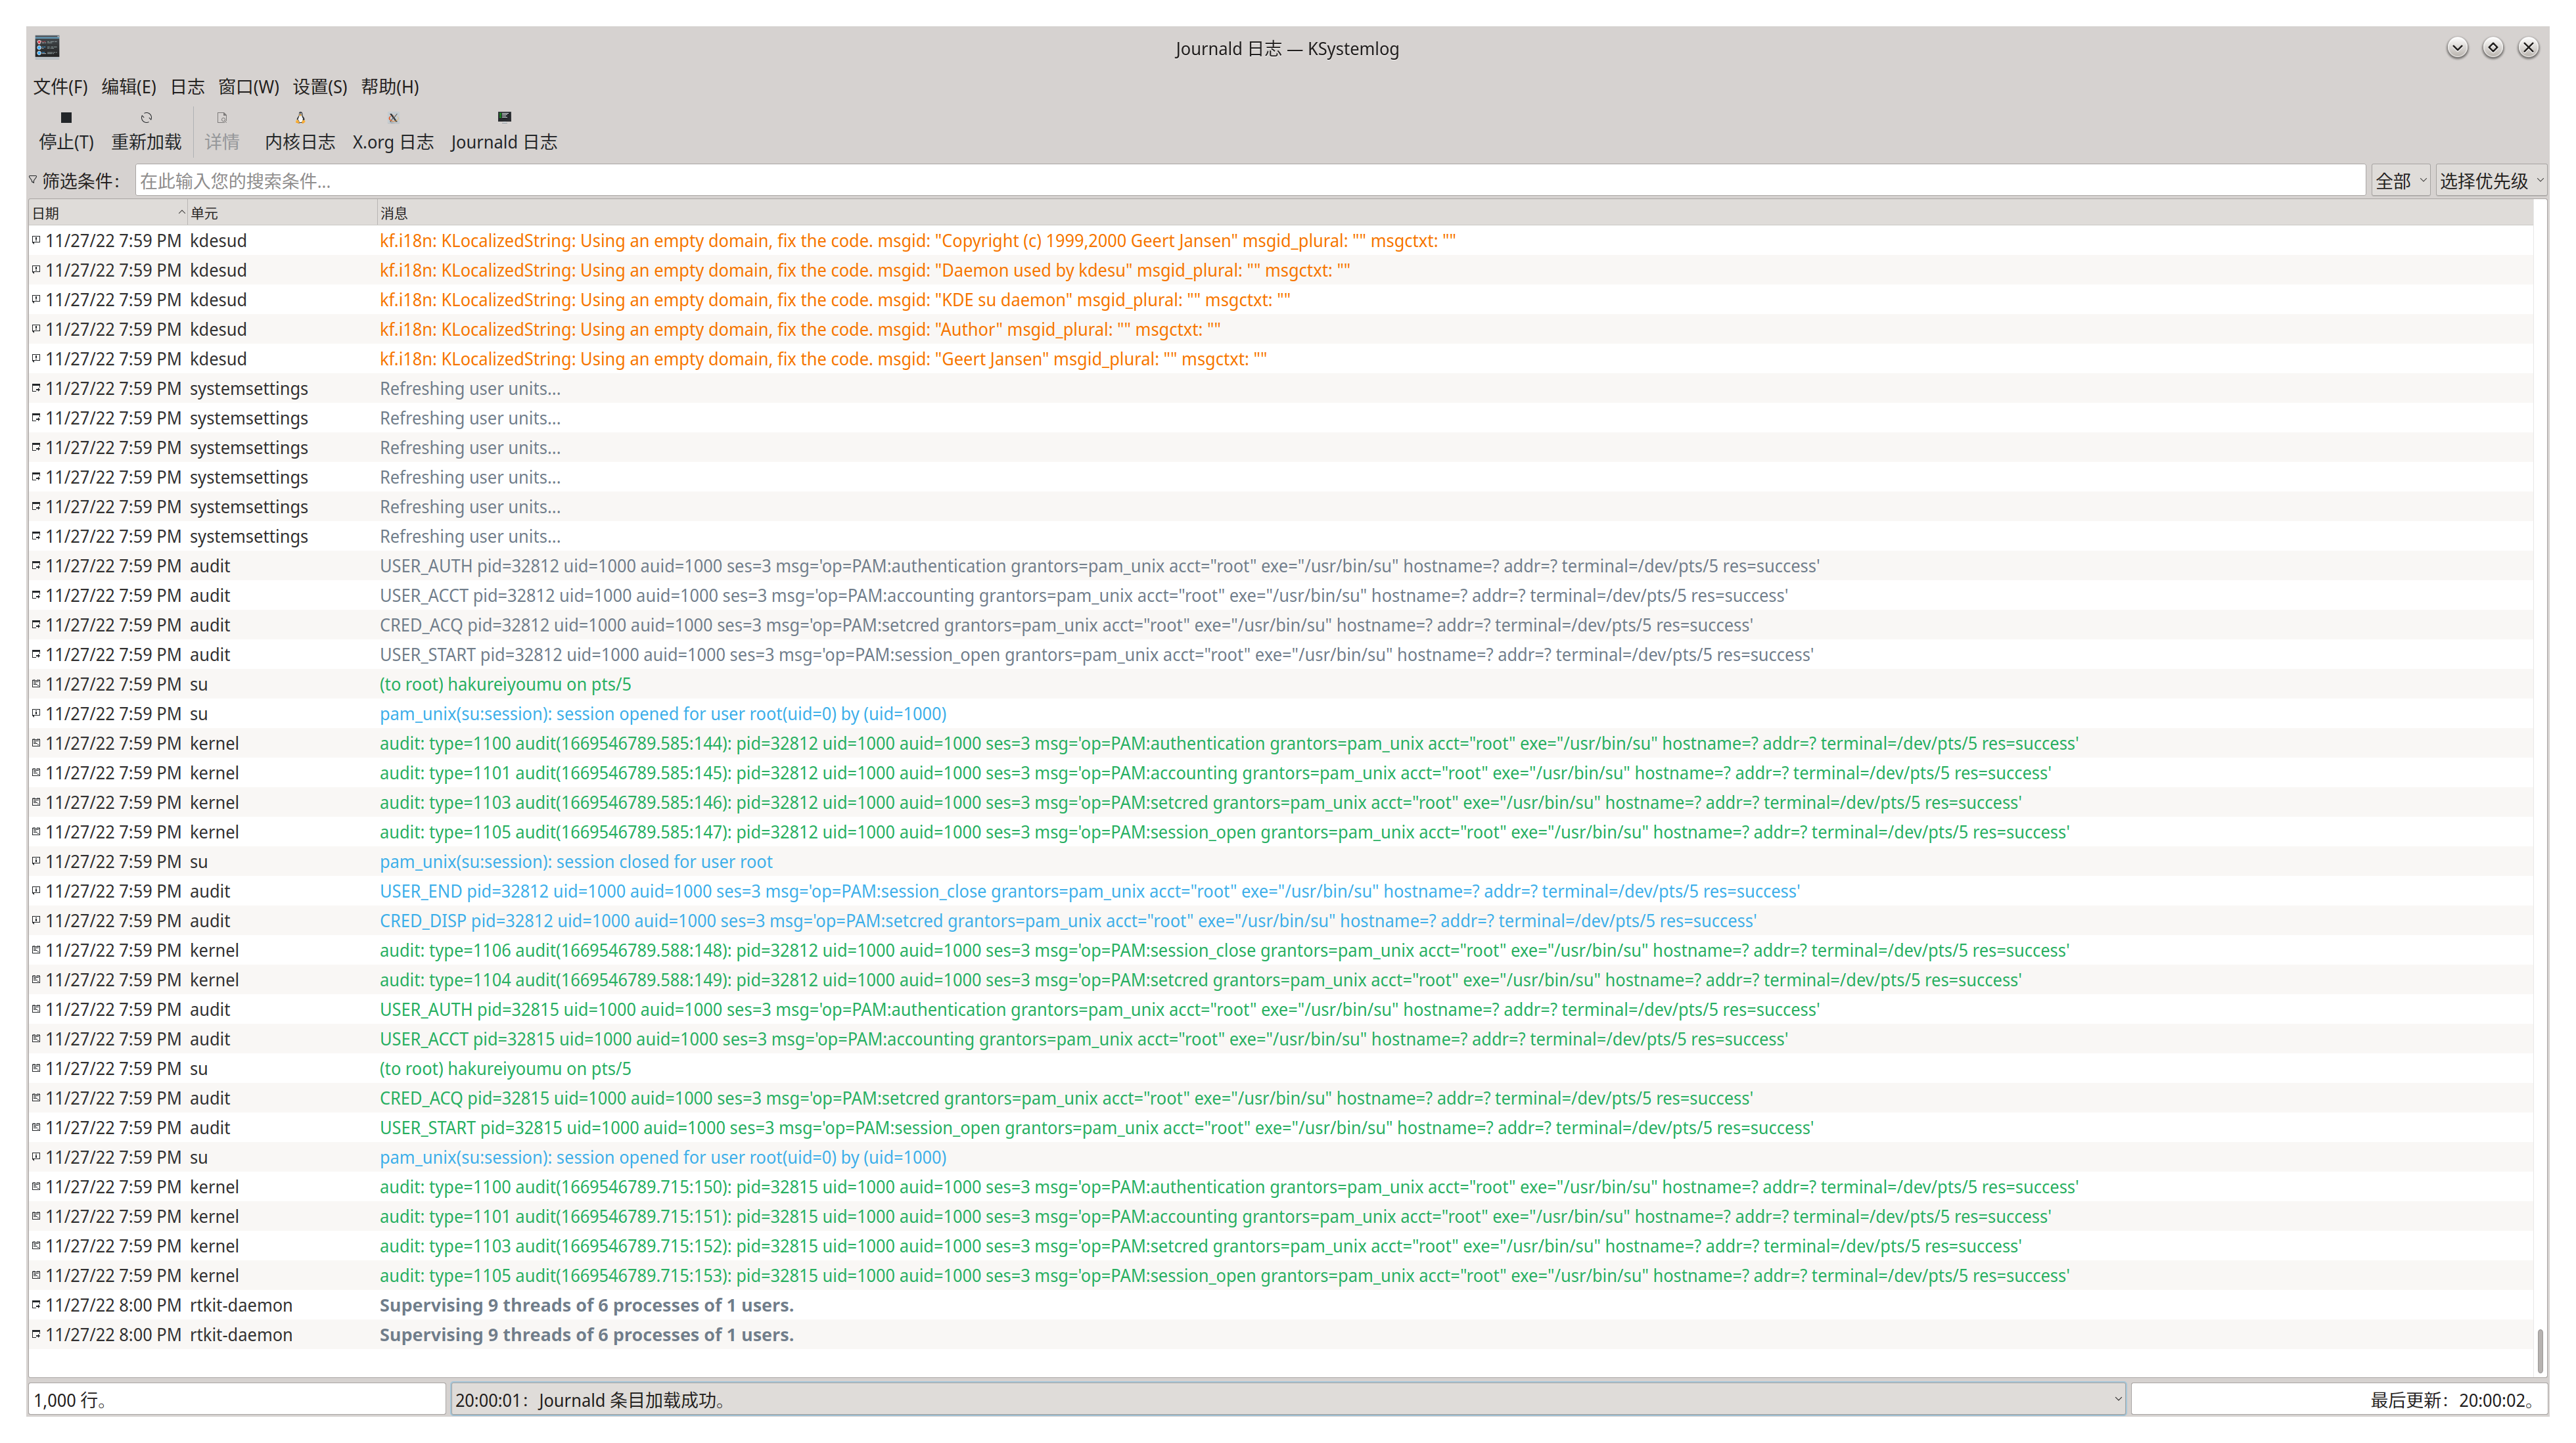 Journald 日志 — KSystemlog
文件(F) 编辑(E) 日志 窗口(W) 设置(S) 帮助(H)
停止(T) 重新加载 详情 内核日志 X.org 日志 Journald 日志
筛选条件： 在此输入您的搜索条件... 全部 选择优先级
日期 单元 消息
11/27/22 7:59 PM kdesud kf.i18n: KLocalizedString: Using an empty domain, fix the code. msgid: "Copyright (c) 1999,2000 Geert Jansen" msgid_plural: "" msgctxt: ""
11/27/22 7:59 PM kdesud kf.i18n: KLocalizedString: Using an empty domain, fix the code. msgid: "Daemon used by kdesu" msgid_plural: "" msgctxt: ""
11/27/22 7:59 PM kdesud kf.i18n: KLocalizedString: Using an empty domain, fix the code. msgid: "KDE su daemon" msgid_plural: "" msgctxt: ""
11/27/22 7:59 PM kdesud kf.i18n: KLocalizedString: Using an empty domain, fix the code. msgid: "Author" msgid_plural: "" msgctxt: ""
11/27/22 7:59 PM kdesud kf.i18n: KLocalizedString: Using an empty domain, fix the code. msgid: "Geert Jansen" msgid_plural: "" msgctxt: ""
11/27/22 7:59 PM systemsettings Refreshing user units...
11/27/22 7:59 PM systemsettings Refreshing user units...
11/27/22 7:59 PM systemsettings Refreshing user units...
11/27/22 7:59 PM systemsettings Refreshing user units...
11/27/22 7:59 PM systemsettings Refreshing user units...
11/27/22 7:59 PM systemsettings Refreshing user units...
11/27/22 7:59 PM audit USER_AUTH pid=32812 uid=1000 auid=1000 ses=3 msg='op=PAM:authentication grantors=pam_unix acct="root" exe="/usr/bin/su" hostname=? addr=? terminal=/dev/pts/5 res=success'
11/27/22 7:59 PM audit USER_ACCT pid=32812 uid=1000 auid=1000 ses=3 msg='op=PAM:accounting grantors=pam_unix acct="root" exe="/usr/bin/su" hostname=? addr=? terminal=/dev/pts/5 res=success'
11/27/22 7:59 PM audit CRED_ACQ pid=32812 uid=1000 auid=1000 ses=3 msg='op=PAM:setcred grantors=pam_unix acct="root" exe="/usr/bin/su" hostname=? addr=? terminal=/dev/pts/5 res=success'
11/27/22 7:59 PM audit USER_START pid=32812 uid=1000 auid=1000 ses=3 msg='op=PAM:session_open grantors=pam_unix acct="root" exe="/usr/bin/su" hostname=? addr=? terminal=/dev/pts/5 res=success'
11/27/22 7:59 PM su (to root) hakureiyoumu on pts/5
11/27/22 7:59 PM su pam_unix(su:session): session opened for user root(uid=0) by (uid=1000)
11/27/22 7:59 PM kernel audit: type=1100 audit(1669546789.585:144): pid=32812 uid=1000 auid=1000 ses=3 msg='op=PAM:authentication grantors=pam_unix acct="root" exe="/usr/bin/su" hostname=? addr=? terminal=/dev/pts/5 res=success'
11/27/22 7:59 PM kernel audit: type=1101 audit(1669546789.585:145): pid=32812 uid=1000 auid=1000 ses=3 msg='op=PAM:accounting grantors=pam_unix acct="root" exe="/usr/bin/su" hostname=? addr=? terminal=/dev/pts/5 res=success'
11/27/22 7:59 PM kernel audit: type=1103 audit(1669546789.585:146): pid=32812 uid=1000 auid=1000 ses=3 msg='op=PAM:setcred grantors=pam_unix acct="root" exe="/usr/bin/su" hostname=? addr=? terminal=/dev/pts/5 res=success'
11/27/22 7:59 PM kernel audit: type=1105 audit(1669546789.585:147): pid=32812 uid=1000 auid=1000 ses=3 msg='op=PAM:session_open grantors=pam_unix acct="root" exe="/usr/bin/su" hostname=? addr=? terminal=/dev/pts/5 res=success'
11/27/22 7:59 PM su pam_unix(su:session): session closed for user root
11/27/22 7:59 PM audit USER_END pid=32812 uid=1000 auid=1000 ses=3 msg='op=PAM:session_close grantors=pam_unix acct="root" exe="/usr/bin/su" hostname=? addr=? terminal=/dev/pts/5 res=success'
11/27/22 7:59 PM audit CRED_DISP pid=32812 uid=1000 auid=1000 ses=3 msg='op=PAM:setcred grantors=pam_unix acct="root" exe="/usr/bin/su" hostname=? addr=? terminal=/dev/pts/5 res=success'
11/27/22 7:59 PM kernel audit: type=1106 audit(1669546789.588:148): pid=32812 uid=1000 auid=1000 ses=3 msg='op=PAM:session_close grantors=pam_unix acct="root" exe="/usr/bin/su" hostname=? addr=? terminal=/dev/pts/5 res=success'
11/27/22 7:59 PM kernel audit: type=1104 audit(1669546789.588:149): pid=32812 uid=1000 auid=1000 ses=3 msg='op=PAM:setcred grantors=pam_unix acct="root" exe="/usr/bin/su" hostname=? addr=? terminal=/dev/pts/5 res=success'
11/27/22 7:59 PM audit USER_AUTH pid=32815 uid=1000 auid=1000 ses=3 msg='op=PAM:authentication grantors=pam_unix acct="root" exe="/usr/bin/su" hostname=? addr=? terminal=/dev/pts/5 res=success'
11/27/22 7:59 PM audit USER_ACCT pid=32815 uid=1000 auid=1000 ses=3 msg='op=PAM:accounting grantors=pam_unix acct="root" exe="/usr/bin/su" hostname=? addr=? terminal=/dev/pts/5 res=success'
11/27/22 7:59 PM su (to root) hakureiyoumu on pts/5
11/27/22 7:59 PM audit CRED_ACQ pid=32815 uid=1000 auid=1000 ses=3 msg='op=PAM:setcred grantors=pam_unix acct="root" exe="/usr/bin/su" hostname=? addr=? terminal=/dev/pts/5 res=success'
11/27/22 7:59 PM audit USER_START pid=32815 uid=1000 auid=1000 ses=3 msg='op=PAM:session_open grantors=pam_unix acct="root" exe="/usr/bin/su" hostname=? addr=? terminal=/dev/pts/5 res=success'
11/27/22 7:59 PM su pam_unix(su:session): session opened for user root(uid=0) by (uid=1000)
11/27/22 7:59 PM kernel audit: type=1100 audit(1669546789.715:150): pid=32815 uid=1000 auid=1000 ses=3 msg='op=PAM:authentication grantors=pam_unix acct="root" exe="/usr/bin/su" hostname=? addr=? terminal=/dev/pts/5 res=success'
11/27/22 7:59 PM kernel audit: type=1101 audit(1669546789.715:151): pid=32815 uid=1000 auid=1000 ses=3 msg='op=PAM:accounting grantors=pam_unix acct="root" exe="/usr/bin/su" hostname=? addr=? terminal=/dev/pts/5 res=success'
11/27/22 7:59 PM kernel audit: type=1103 audit(1669546789.715:152): pid=32815 uid=1000 auid=1000 ses=3 msg='op=PAM:setcred grantors=pam_unix acct="root" exe="/usr/bin/su" hostname=? addr=? terminal=/dev/pts/5 res=success'
11/27/22 7:59 PM kernel audit: type=1105 audit(1669546789.715:153): pid=32815 uid=1000 auid=1000 ses=3 msg='op=PAM:session_open grantors=pam_unix acct="root" exe="/usr/bin/su" hostname=? addr=? terminal=/dev/pts/5 res=success'
11/27/22 8:00 PM rtkit-daemon Supervising 9 threads of 6 processes of 1 users.
11/27/22 8:00 PM rtkit-daemon Supervising 9 threads of 6 processes of 1 users.
1,000 行。 20:00:01：Journald 条目加载成功。 最后更新：20:00:02。